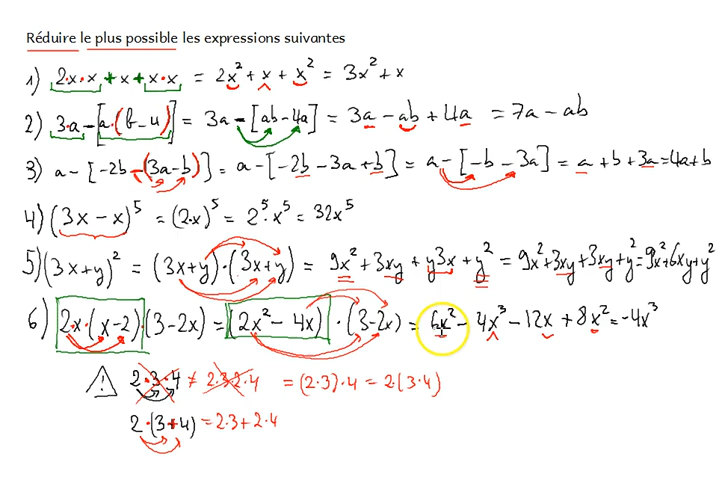 Réduire le plus possible les expressions suivantes
1) 2·x·x + x + x·x = 2x² + x + x² = 3x² + x
2) 3·a - [a·(b - 4)] = 3a - [ab - 4a] = 3a - ab + 4a = 7a - ab
3) a - [-2b - (3a - b)] = a - [-2b - 3a + b] = a - [-b - 3a] = a + b + 3a = 4a + b
4) (3x - x)⁵ = (2·x)⁵ = 2⁵·x⁵ = 32x⁵
5) (3x + y)² = (3x + y)·(3x + y) = 9x² + 3xy + y3x + y² = 9x² + 3xy + 3xy + y² = 9x² + 6xy + y²
6) 2·x·(x - 2)·(3 - 2x) = (2x² - 4x)·(3 - 2x) = 6x² - 4x³ - 12x + 8x² = -4x³
⚠ 2·3·4 ≠ 2·3·2·4 = (2·3)·4 = 2(3·4)
2·(3 + 4) = 2·3 + 2·4